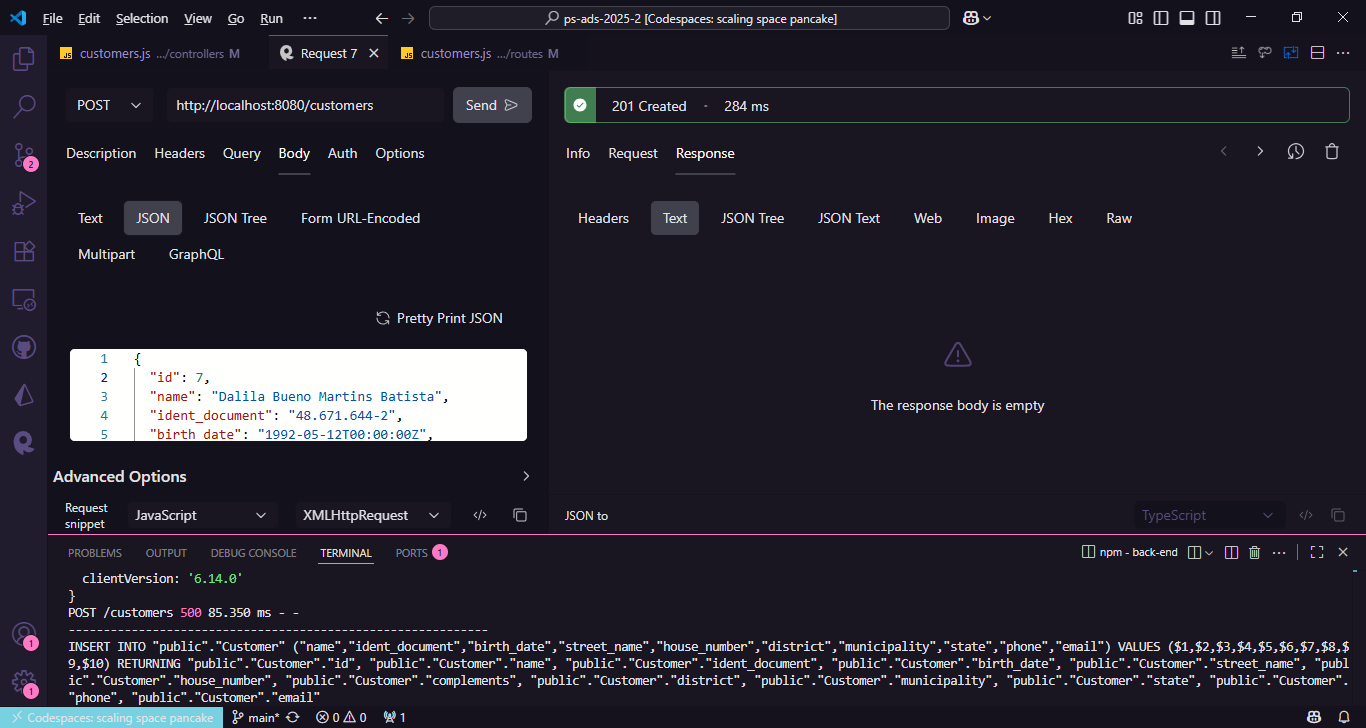 File Edit Selection View Go Run ··· ps-ads-2025-2 [Codespaces: scaling space pancake]
JS customers.js .../controllers M Request 7 JS customers.js .../routes M
POST http://localhost:8080/customers Send
201 Created - 284 ms
Description Headers Query Body Auth Options
Info Request Response
Text JSON JSON Tree Form URL-Encoded
Multipart GraphQL
Headers Text JSON Tree JSON Text Web Image Hex Raw
Pretty Print JSON
1 {
2 "id": 7,
3 "name": "Dalila Bueno Martins Batista",
4 "ident_document": "48.671.644-2",
5 "birth_date": "1992-05-12T00:00:00Z",
The response body is empty
Advanced Options
Request
snippet
JavaScript XMLHttpRequest
JSON to TypeScript
2
1
1
PROBLEMS OUTPUT DEBUG CONSOLE TERMINAL PORTS 1 npm - back-end
clientVersion: '6.14.0'
}
POST /customers 500 85.350 ms - -
------------------------------------------------------------
INSERT INTO "public"."Customer" ("name","ident_document","birth_date","street_name","house_number","district","municipality","state","phone","email") VALUES ($1,$2,$3,$4,$5,$6,$7,$8,$
9,$10) RETURNING "public"."Customer"."id", "public"."Customer"."name", "public"."Customer"."ident_document", "public"."Customer"."birth_date", "public"."Customer"."street_name", "publ
ic"."Customer"."house_number", "public"."Customer"."complements", "public"."Customer"."district", "public"."Customer"."municipality", "public"."Customer"."state", "public"."Customer".
"phone", "public"."Customer"."email"
Codespaces: scaling space pancake main* 0 0 1